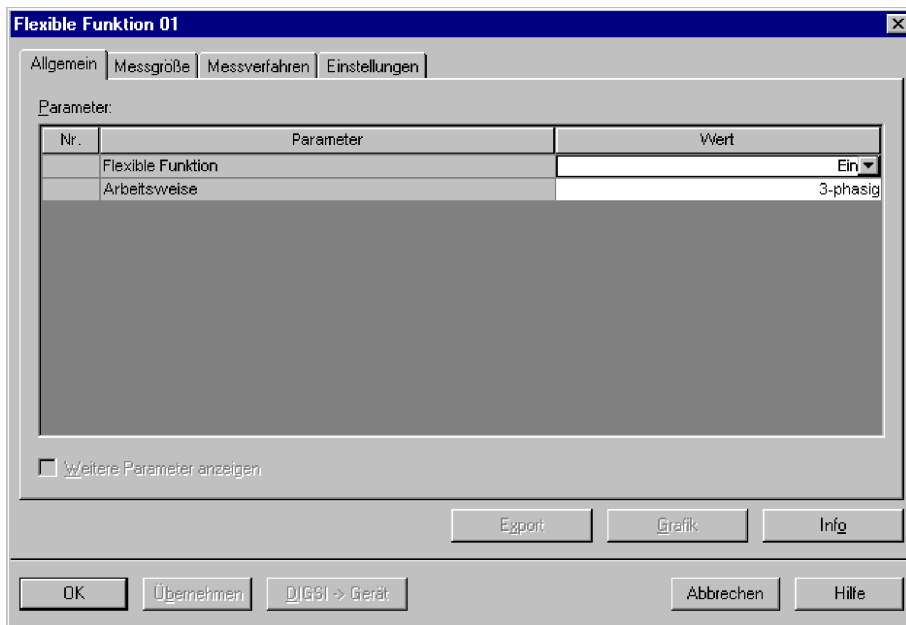 Flexible Funktion 01
Allgemein Messgröße Messverfahren Einstellungen
Parameter:
Nr. Parameter Wert
Flexible Funktion Ein
Arbeitsweise 3-phasig
Weitere Parameter anzeigen
Export Grafik Info
OK Übernehmen DIGSI -> Gerät Abbrechen Hilfe